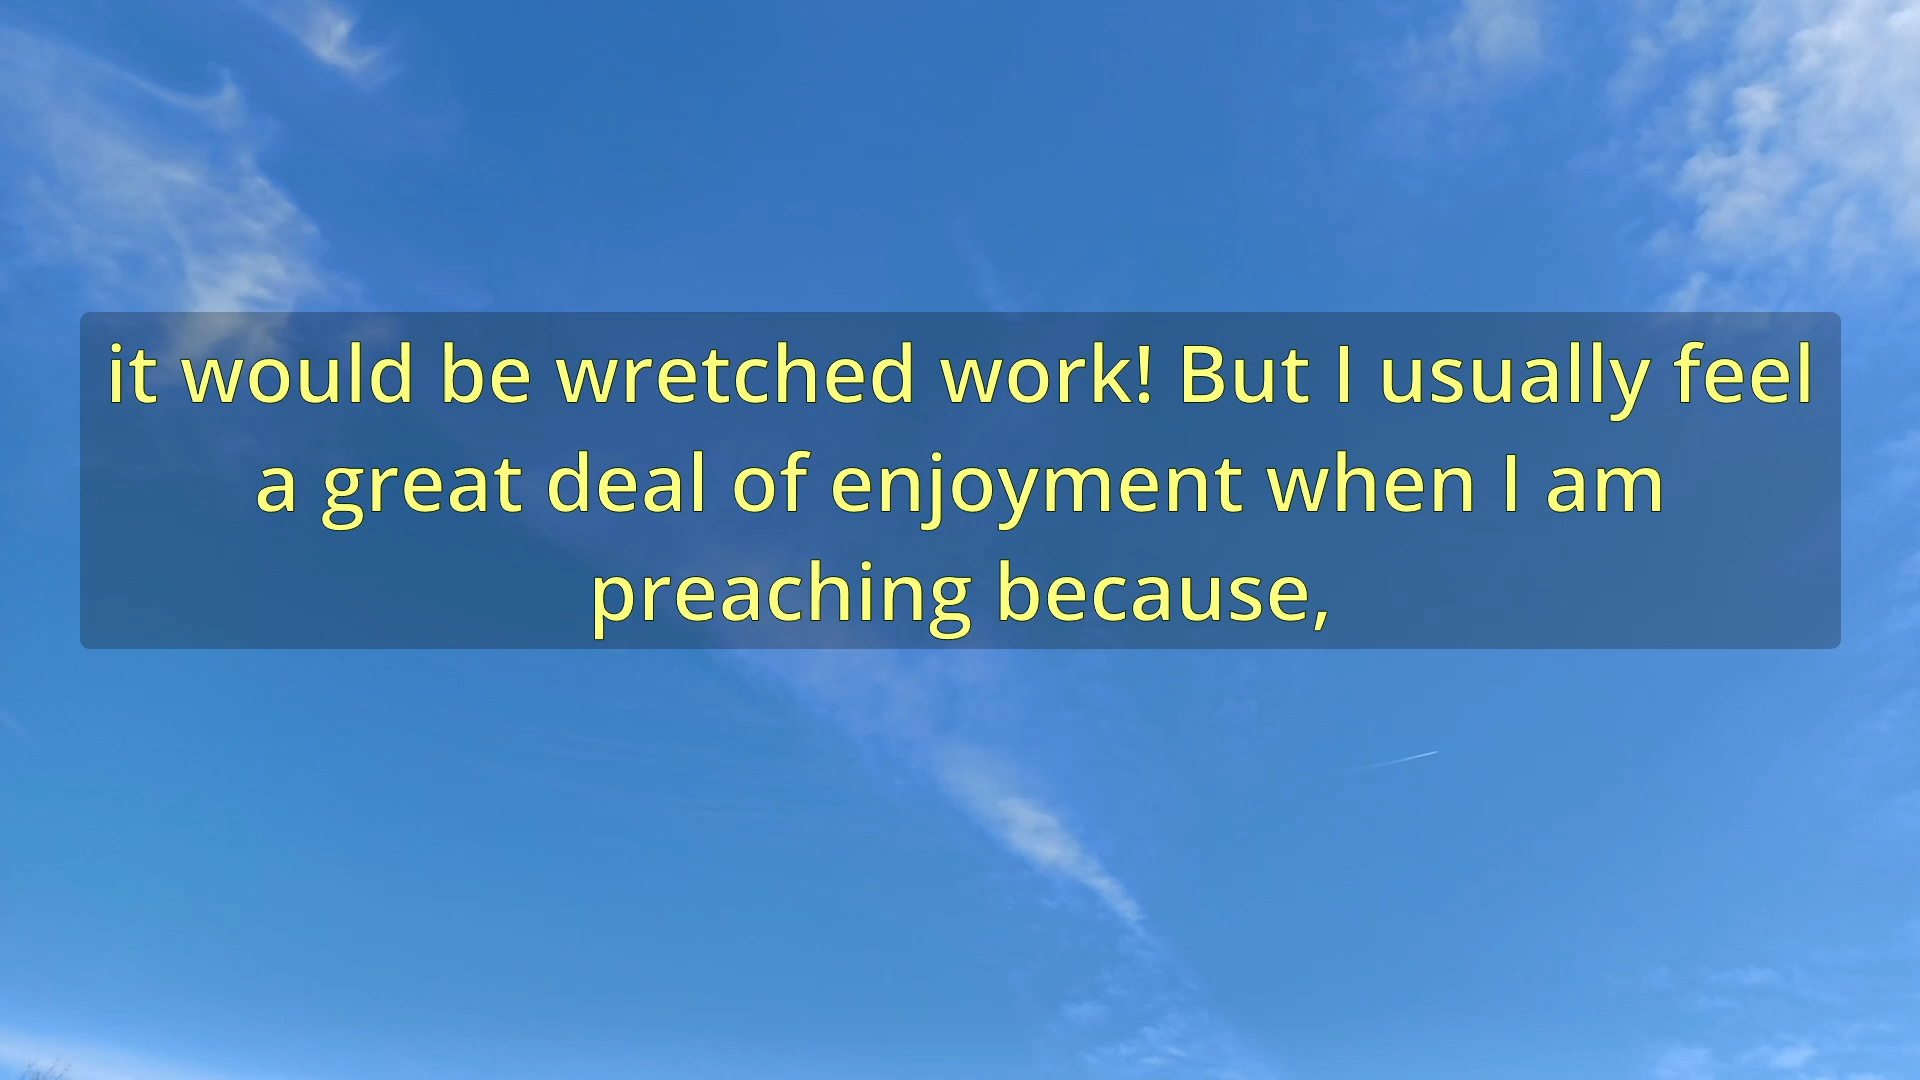 it would be wretched work! But I usually feel
a great deal of enjoyment when I am
preaching because,